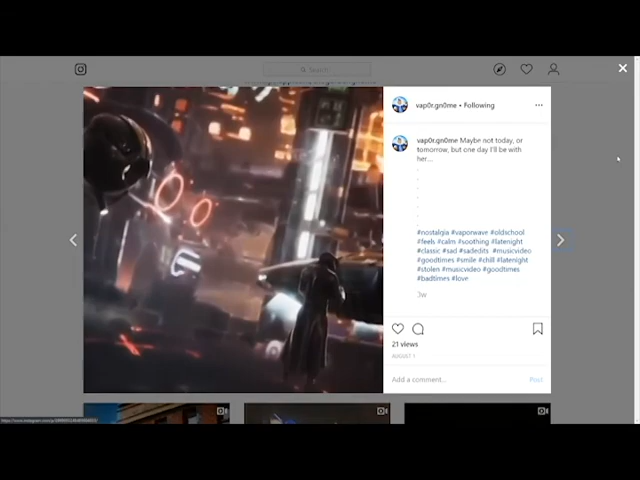 Search
vap0r.gn0me • Following
vap0r.gn0me Maybe not today, or
tomorrow, but one day I'll be with
her...
.
.
.
.
.
.
.
#nostalgia #vaporwave #oldschool
#feels #calm #soothing #latenight
#classic #sad #sadedits #musicvideo
#goodtimes #smile #chill #latenight
#stolen #musicvideo #goodtimes
#badtimes #love
3w
21 views
AUGUST 1
Add a comment...
Post